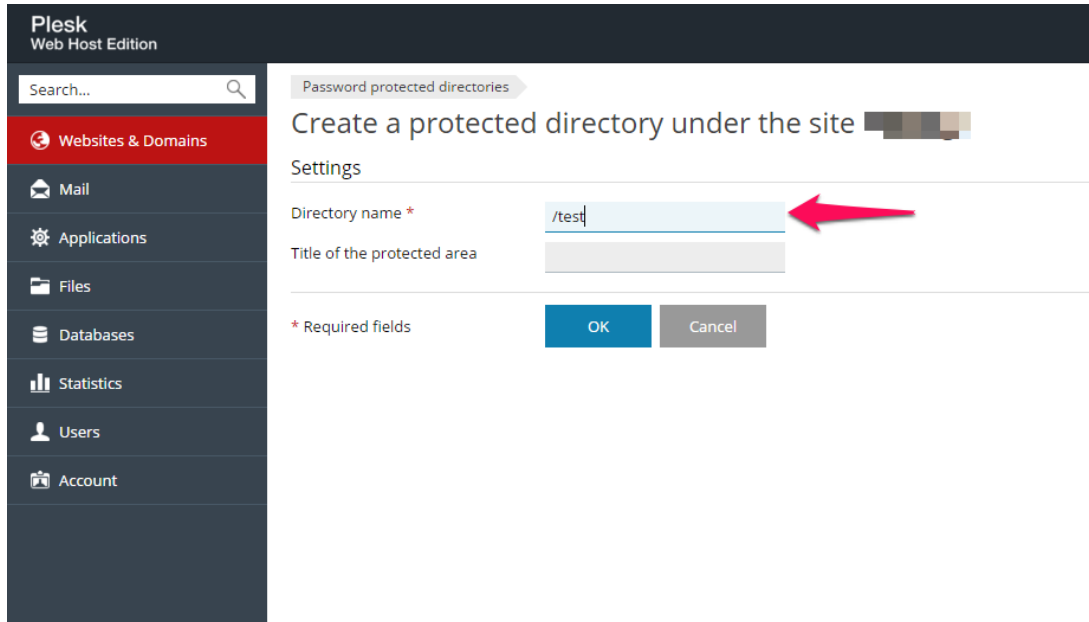 Plesk
Web Host Edition
Search...
Websites & Domains
Mail
Applications
Files
Databases
Statistics
Users
Account
Password protected directories
Create a protected directory under the site
Settings
Directory name *
/test
Title of the protected area
* Required fields
OK
Cancel